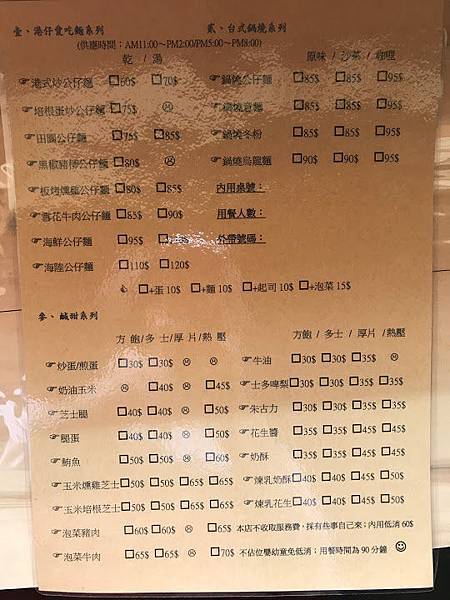 壹、港仔愛吃麵系列 貳、台式鍋燒系列
(供應時間：AM11:00～PM2:00/PM5:00～PM8:00)
乾 / 湯 原味 / 沙茶 / 咖哩
☞港式炒公仔麵 □60$ □70$ ☞鍋燒公仔麵 □85$ □85$ □95$
☞培根蛋炒公仔麵 □75$ ☹ ☞鍋燒意麵 □85$ □85$ □95$
☞田園公仔麵 □75$ □85$ ☞鍋燒冬粉 □85$ □85$ □95$
☞黑椒豬柳公仔麵 □80$ ☹ ☞鍋燒烏龍麵 □90$ □90$ □95$
☞板烤燻雞公仔麵 □80$ □85$ 內用桌號：
☞雪花牛肉公仔麵 □85$ □90$ 用餐人數：
☞海鮮公仔麵 □95$ 外帶號碼：
☞海陸公仔麵 □110$ □120$
□+蛋 10$ □+麵 10$ □+起司 10$ □+泡菜 15$
參、鹹甜系列
方 飽/多 士/厚 片/熱 壓 方飽 / 多士 / 厚片 /熱壓
☞炒蛋/煎蛋 □30$ □30$ ☹ ☹ ☞牛油 □30$ □30$ □35$ ☹
☞奶油玉米 ☹ □40$ ☹ □45$ ☞士多啤梨 □30$ □30$ □35$ □35$
☞芝士腿 □40$ □40$ ☹ □50$ ☞朱古力 □30$ □30$ □35$ □35$
☞腿蛋 □40$ □40$ ☹ □50$ ☞花生醬 □35$ □35$ □45$ □45$
☞鮪魚 □50$ □50$ ☹ □60$ ☞奶酥 □35$ □35$ □45$ □45$
☞玉米燻雞芝士 □50$ □50$ □65$ □65$ ☞煉乳奶酥 □40$ □40$ □45$ □50$
☞玉米培根芝士 □50$ □50$ □65$ □65$ ☞煉乳花生 □40$ □40$ □45$ □50$
☞泡菜豬肉 □60$ □60$ ☹ □65$ 本店不收取服務費，採有些事自己來；內用低消 60$
☞泡菜牛肉 □65$ □65$ ☹ □70$ 不佔位嬰幼童免低消；用餐時間為 90 分鐘 ☺